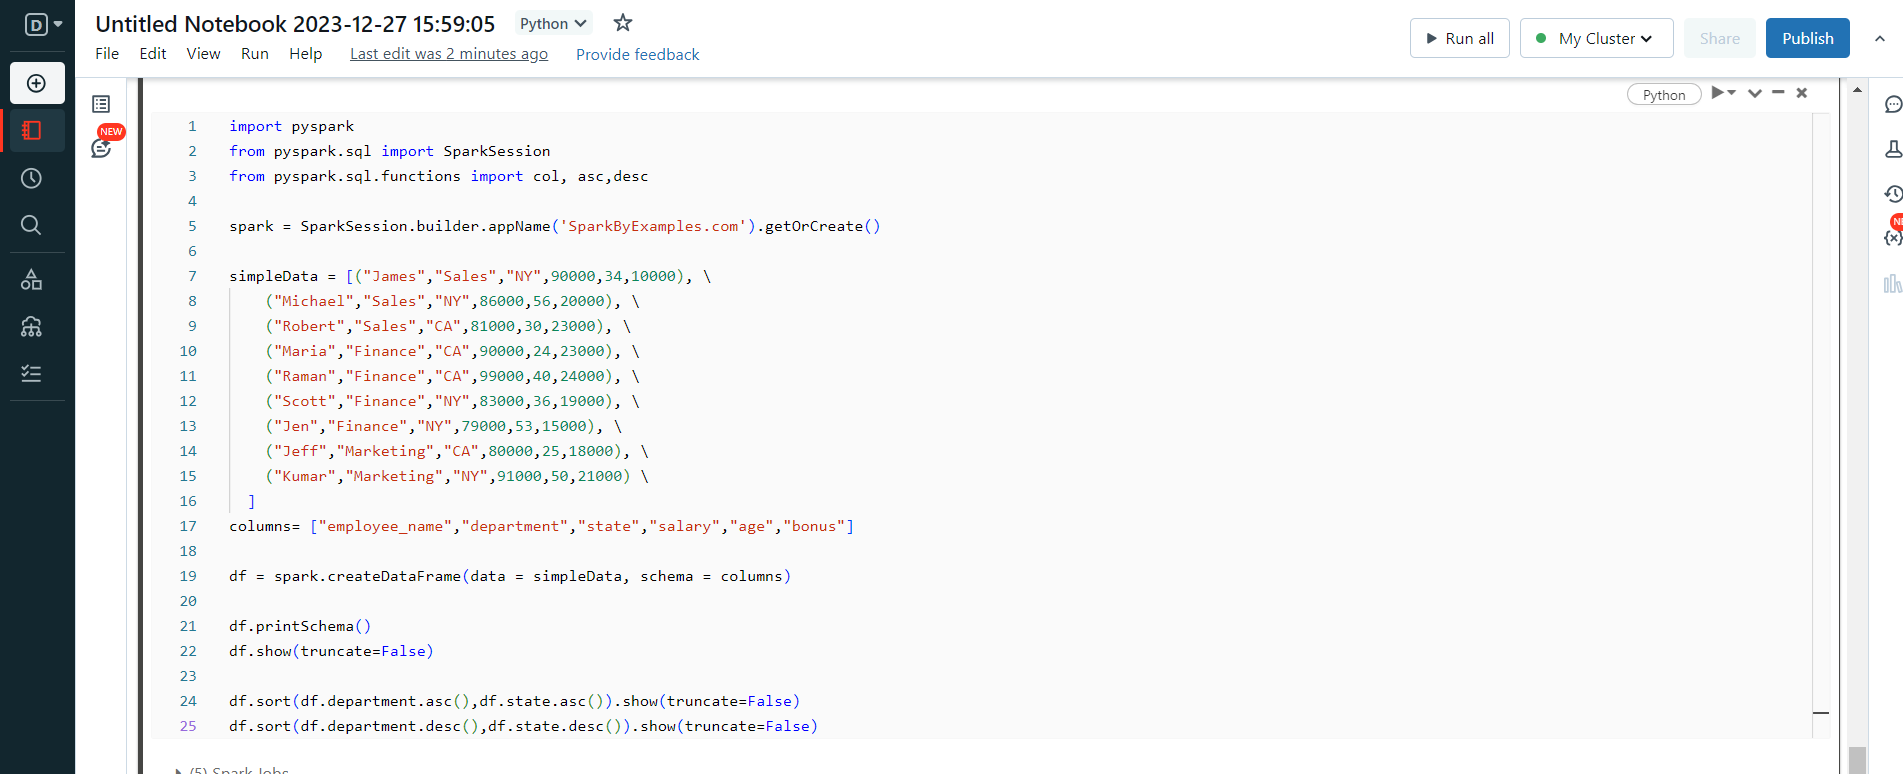 D
Untitled Notebook 2023-12-27 15:59:05 Python
File Edit View Run Help Last edit was 2 minutes ago Provide feedback
Run all My Cluster Share Publish
NEW
Python
1 import pyspark
2 from pyspark.sql import SparkSession
3 from pyspark.sql.functions import col, asc,desc
4
5 spark = SparkSession.builder.appName('SparkByExamples.com').getOrCreate()
6
7 simpleData = [("James","Sales","NY",90000,34,10000), \
8 ("Michael","Sales","NY",86000,56,20000), \
9 ("Robert","Sales","CA",81000,30,23000), \
10 ("Maria","Finance","CA",90000,24,23000), \
11 ("Raman","Finance","CA",99000,40,24000), \
12 ("Scott","Finance","NY",83000,36,19000), \
13 ("Jen","Finance","NY",79000,53,15000), \
14 ("Jeff","Marketing","CA",80000,25,18000), \
15 ("Kumar","Marketing","NY",91000,50,21000) \
16 ]
17 columns= ["employee_name","department","state","salary","age","bonus"]
18
19 df = spark.createDataFrame(data = simpleData, schema = columns)
20
21 df.printSchema()
22 df.show(truncate=False)
23
24 df.sort(df.department.asc(),df.state.asc()).show(truncate=False)
25 df.sort(df.department.desc(),df.state.desc()).show(truncate=False)
(5) Spark Jobs